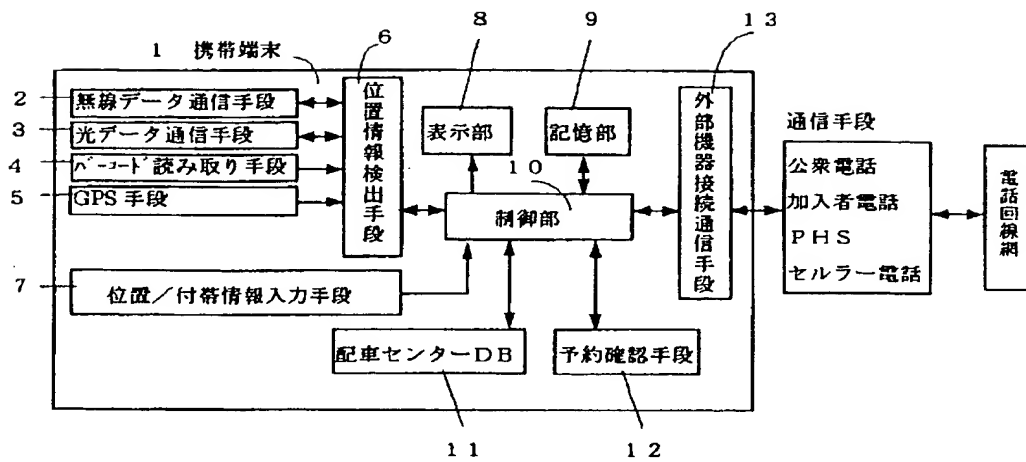 8
9
13
6
1 携帯端末
2
無線データ通信手段
3
光データ通信手段
4
バーコード読み取り手段
5
GPS手段
位置情報検出手段
表示部
記憶部
10
制御部
外部機器接続通信手段
通信手段
公衆電話
加入者電話
PHS
セルラー電話
電話回線網
7
位置/付帯情報入力手段
配車センターDB
予約確認手段
11
12